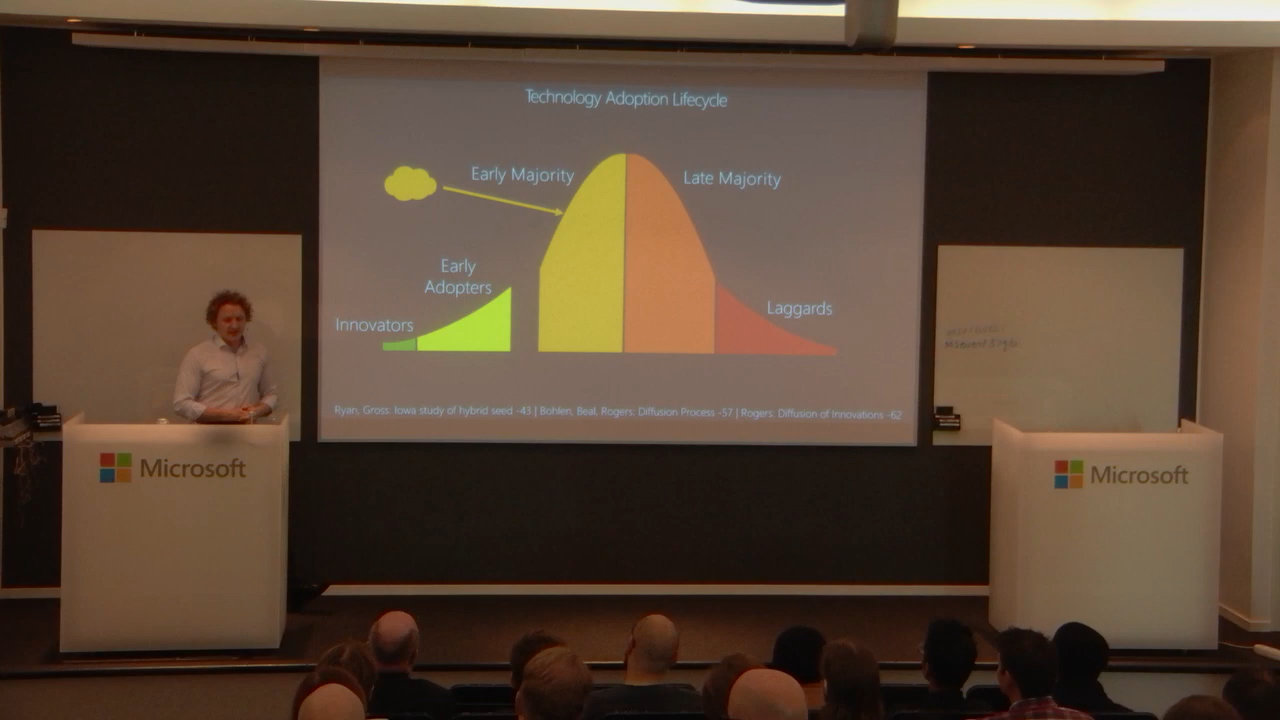 Technology Adoption Lifecycle
Early Majority
Late Majority
Early
Adopters
Laggards
Innovators
Ryan, Gross: Iowa study of hybrid seed -43 | Bohlen, Beal, Rogers: Diffusion Process -57 | Rogers: Diffusion of Innovations -62
Microsoft
Microsoft